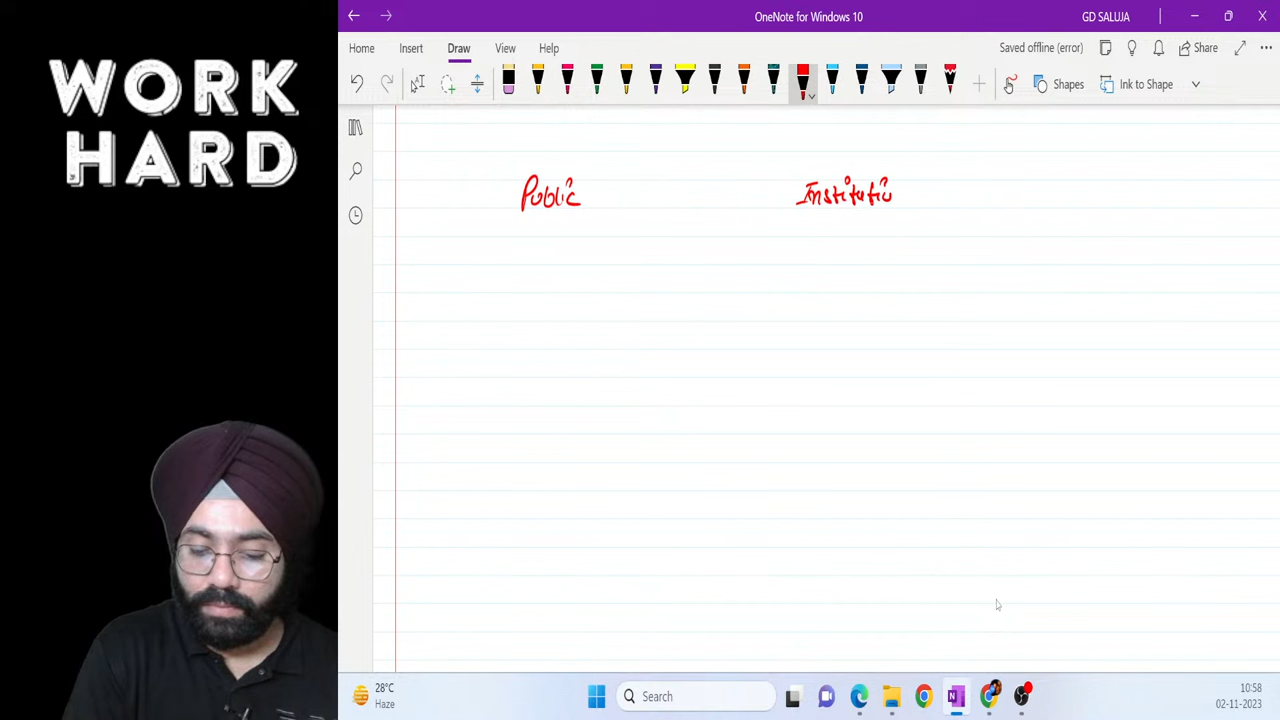 WORK
HARD
OneNote for Windows 10
GD SALUJA
Home Insert Draw View Help
Saved offline (error)
Share
Shapes
Ink to Shape
Public Institutio
28°C
Haze
Search
10:58
02-11-2023